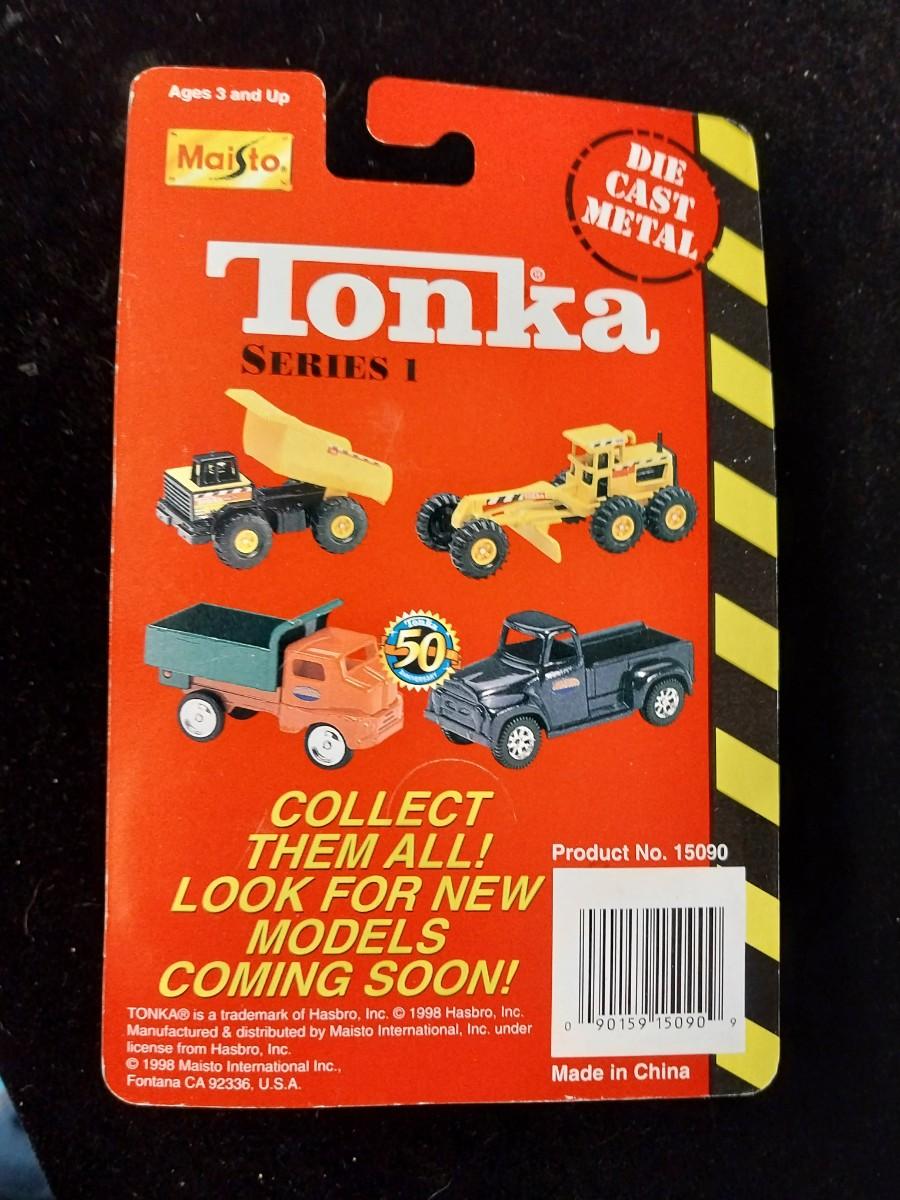 Ages 3 and Up
Maisto®
DIE
CAST
METAL
Tonka®
SERIES 1
Tonka
50
ANNIVERSARY
COLLECT
THEM ALL!
LOOK FOR NEW
MODELS
COMING SOON!
Product No. 15090
0 90159 15090 9
TONKA® is a trademark of Hasbro, Inc. © 1998 Hasbro, Inc.
Manufactured & distributed by Maisto International, Inc. under
license from Hasbro, Inc.
© 1998 Maisto International Inc.,
Fontana CA 92336, U.S.A.
Made in China